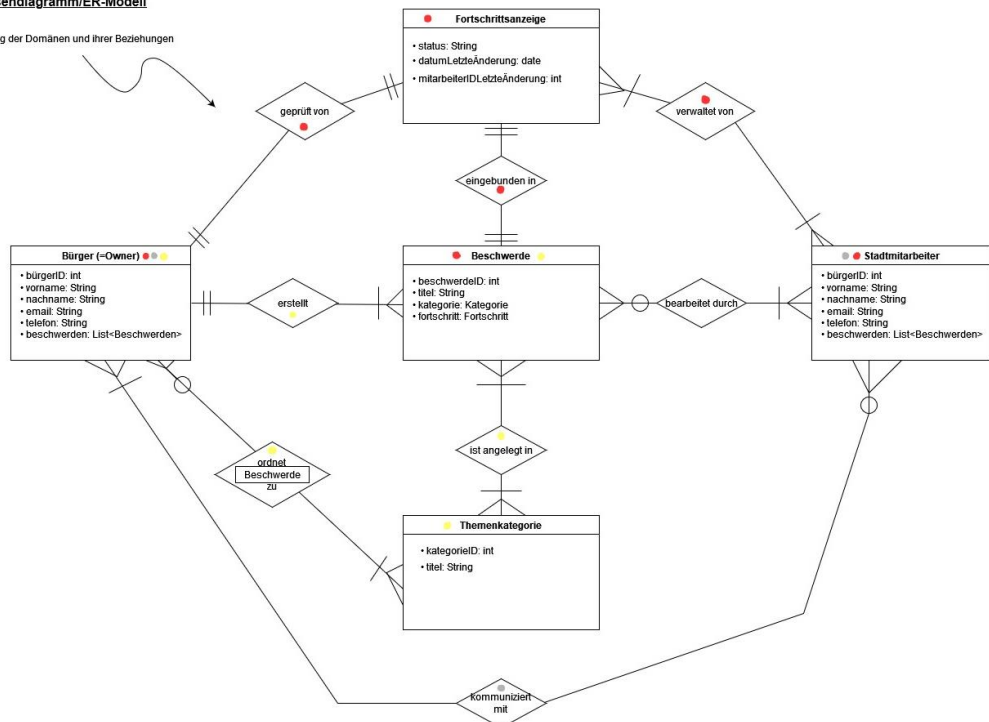 endiagramm/ER-Modell
g der Domänen und ihrer Beziehungen
Fortschrittsanzeige
• status: String
• datumLetzteÄnderung: date
• mitarbeiterIDLetzteÄnderung: int
geprüft von
verwaltet von
eingebunden in
Bürger (=Owner)
• bürgerID: int
• vorname: String
• nachname: String
• email: String
• telefon: String
• beschwerden: List<Beschwerden>
erstellt
Beschwerde
• beschwerdeID: int
• titel: String
• kategorie: Kategorie
• fortschritt: Fortschritt
bearbeitet durch
Stadtmitarbeiter
• bürgerID: int
• vorname: String
• nachname: String
• email: String
• telefon: String
• beschwerden: List<Beschwerden>
ordnet
Beschwerde
zu
ist angelegt in
Themenkategorie
• kategorieID: int
• titel: String
kommuniziert
mit